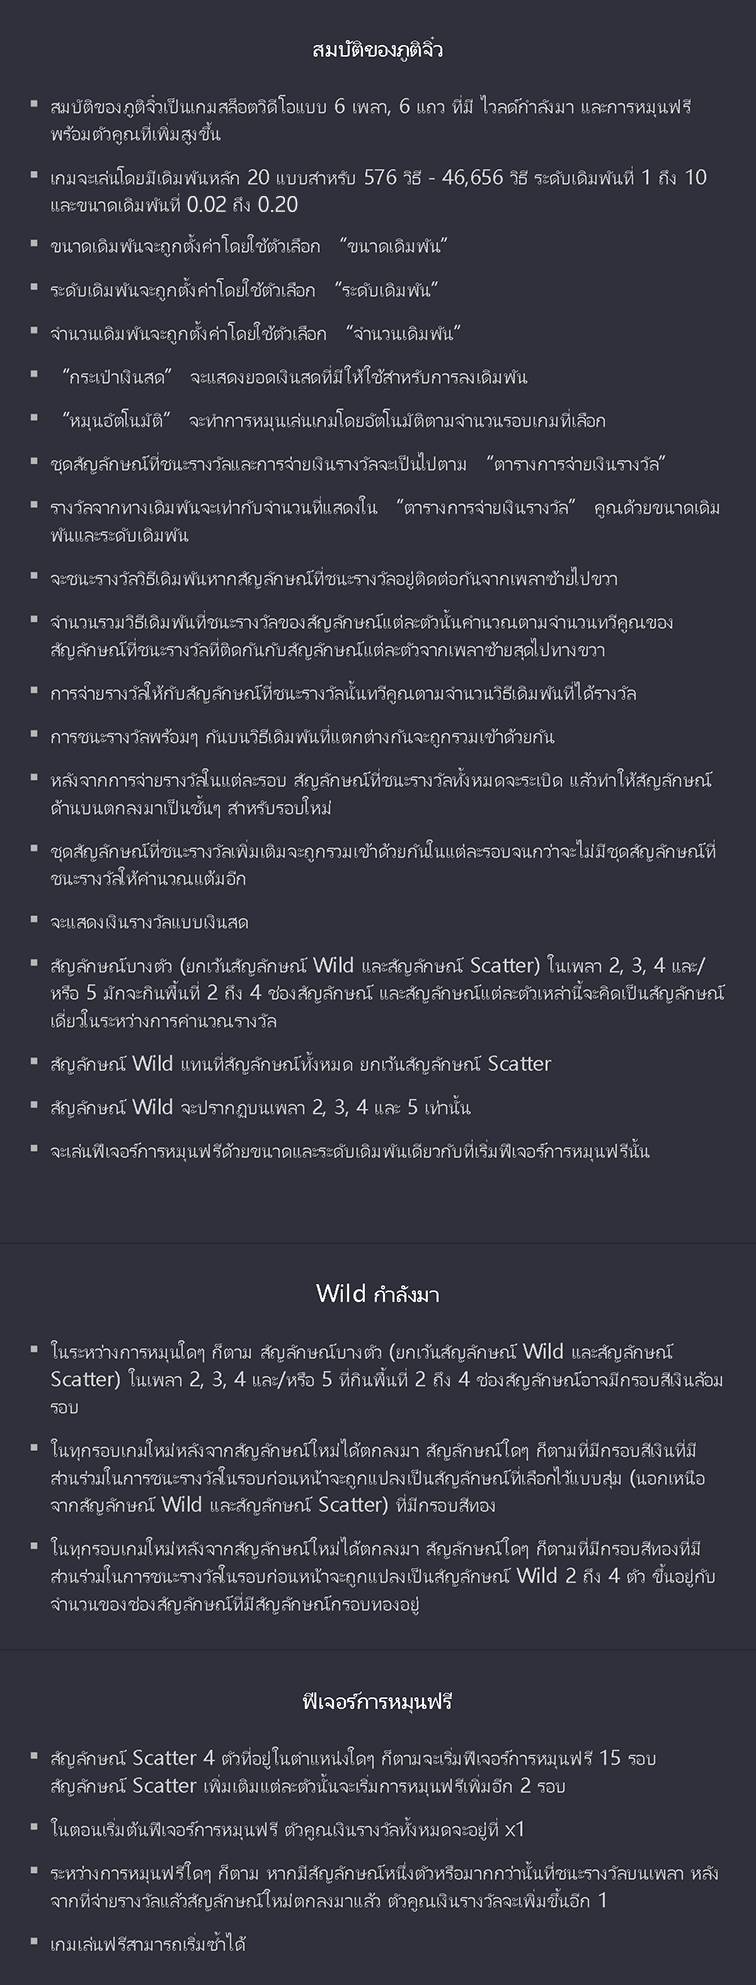 สมบัติของภูติจิ๋ว
▪ สมบัติของภูติจิ๋วเป็นเกมสล็อตวิดีโอแบบ 6 เพลา, 6 แถว ที่มี ไวลด์กำลังมา และการหมุนฟรี
พร้อมตัวคูณที่เพิ่มสูงขึ้น
▪ เกมจะเล่นโดยมีเดิมพันหลัก 20 แบบสำหรับ 576 วิธี - 46,656 วิธี ระดับเดิมพันที่ 1 ถึง 10
และขนาดเดิมพันที่ 0.02 ถึง 0.20
▪ ขนาดเดิมพันจะถูกตั้งค่าโดยใช้ตัวเลือก “ขนาดเดิมพัน”
▪ ระดับเดิมพันจะถูกตั้งค่าโดยใช้ตัวเลือก “ระดับเดิมพัน”
▪ จำนวนเดิมพันจะถูกตั้งค่าโดยใช้ตัวเลือก “จำนวนเดิมพัน”
▪ “กระเป๋าเงินสด” จะแสดงยอดเงินสดที่มีให้ใช้สำหรับการลงเดิมพัน
▪ “หมุนอัตโนมัติ” จะทำการหมุนเล่นเกมโดยอัตโนมัติตามจำนวนรอบเกมที่เลือก
▪ ชุดสัญลักษณ์ที่ชนะรางวัลและการจ่ายเงินรางวัลจะเป็นไปตาม “ตารางการจ่ายเงินรางวัล”
▪ รางวัลจากทางเดิมพันจะเท่ากับจำนวนที่แสดงใน “ตารางการจ่ายเงินรางวัล” คูณด้วยขนาดเดิม
พันและระดับเดิมพัน
▪ จะชนะรางวัลวิธีเดิมพันหากสัญลักษณ์ที่ชนะรางวัลอยู่ติดต่อกันจากเพลาซ้ายไปขวา
▪ จำนวนรวมวิธีเดิมพันที่ชนะรางวัลของสัญลักษณ์แต่ละตัวนั้นคำนวณตามจำนวนทวีคูณของ
สัญลักษณ์ที่ชนะรางวัลที่ติดกันกับสัญลักษณ์แต่ละตัวจากเพลาซ้ายสุดไปทางขวา
▪ การจ่ายรางวัลให้กับสัญลักษณ์ที่ชนะรางวัลนั้นทวีคูณตามจำนวนวิธีเดิมพันที่ได้รางวัล
▪ การชนะรางวัลพร้อมๆ กันบนวิธีเดิมพันที่แตกต่างกันจะถูกรวมเข้าด้วยกัน
▪ หลังจากการจ่ายรางวัลในแต่ละรอบ สัญลักษณ์ที่ชนะรางวัลทั้งหมดจะระเบิด แล้วทำให้สัญลักษณ์
ด้านบนตกลงมาเป็นชั้นๆ สำหรับรอบใหม่
▪ ชุดสัญลักษณ์ที่ชนะรางวัลเพิ่มเติมจะถูกรวมเข้าด้วยกันในแต่ละรอบจนกว่าจะไม่มีชุดสัญลักษณ์ที่
ชนะรางวัลให้คำนวณแต้มอีก
▪ จะแสดงเงินรางวัลแบบเงินสด
▪ สัญลักษณ์บางตัว (ยกเว้นสัญลักษณ์ Wild และสัญลักษณ์ Scatter) ในเพลา 2, 3, 4 และ/
หรือ 5 มักจะกินพื้นที่ 2 ถึง 4 ช่องสัญลักษณ์ และสัญลักษณ์แต่ละตัวเหล่านี้จะคิดเป็นสัญลักษณ์
เดี่ยวในระหว่างการคำนวณรางวัล
▪ สัญลักษณ์ Wild แทนที่สัญลักษณ์ทั้งหมด ยกเว้นสัญลักษณ์ Scatter
▪ สัญลักษณ์ Wild จะปรากฏบนเพลา 2, 3, 4 และ 5 เท่านั้น
▪ จะเล่นฟีเจอร์การหมุนฟรีด้วยขนาดและระดับเดิมพันเดียวกับที่เริ่มฟีเจอร์การหมุนฟรีนั้น
Wild กำลังมา
▪ ในระหว่างการหมุนใดๆ ก็ตาม สัญลักษณ์บางตัว (ยกเว้นสัญลักษณ์ Wild และสัญลักษณ์
Scatter) ในเพลา 2, 3, 4 และ/หรือ 5 ที่กินพื้นที่ 2 ถึง 4 ช่องสัญลักษณ์อาจมีกรอบสีเงินล้อม
รอบ
▪ ในทุกรอบเกมใหม่หลังจากสัญลักษณ์ใหม่ได้ตกลงมา สัญลักษณ์ใดๆ ก็ตามที่มีกรอบสีเงินที่มี
ส่วนร่วมในการชนะรางวัลในรอบก่อนหน้าจะถูกแปลงเป็นสัญลักษณ์ที่เลือกไว้แบบสุ่ม (นอกเหนือ
จากสัญลักษณ์ Wild และสัญลักษณ์ Scatter) ที่มีกรอบสีทอง
▪ ในทุกรอบเกมใหม่หลังจากสัญลักษณ์ใหม่ได้ตกลงมา สัญลักษณ์ใดๆ ก็ตามที่มีกรอบสีทองที่มี
ส่วนร่วมในการชนะรางวัลในรอบก่อนหน้าจะถูกแปลงเป็นสัญลักษณ์ Wild 2 ถึง 4 ตัว ขึ้นอยู่กับ
จำนวนของช่องสัญลักษณ์ที่มีสัญลักษณ์กรอบทองอยู่
ฟีเจอร์การหมุนฟรี
▪ สัญลักษณ์ Scatter 4 ตัวที่อยู่ในตำแหน่งใดๆ ก็ตามจะเริ่มฟีเจอร์การหมุนฟรี 15 รอบ
สัญลักษณ์ Scatter เพิ่มเติมแต่ละตัวนั้นจะเริ่มการหมุนฟรีเพิ่มอีก 2 รอบ
▪ ในตอนเริ่มต้นฟีเจอร์การหมุนฟรี ตัวคูณเงินรางวัลทั้งหมดจะอยู่ที่ x1
▪ ระหว่างการหมุนฟรีใดๆ ก็ตาม หากมีสัญลักษณ์หนึ่งตัวหรือมากกว่านั้นที่ชนะรางวัลบนเพลา หลัง
จากที่จ่ายรางวัลแล้วสัญลักษณ์ใหม่ตกลงมาแล้ว ตัวคูณเงินรางวัลจะเพิ่มขึ้นอีก 1
▪ เกมเล่นฟรีสามารถเริ่มซ้ำได้